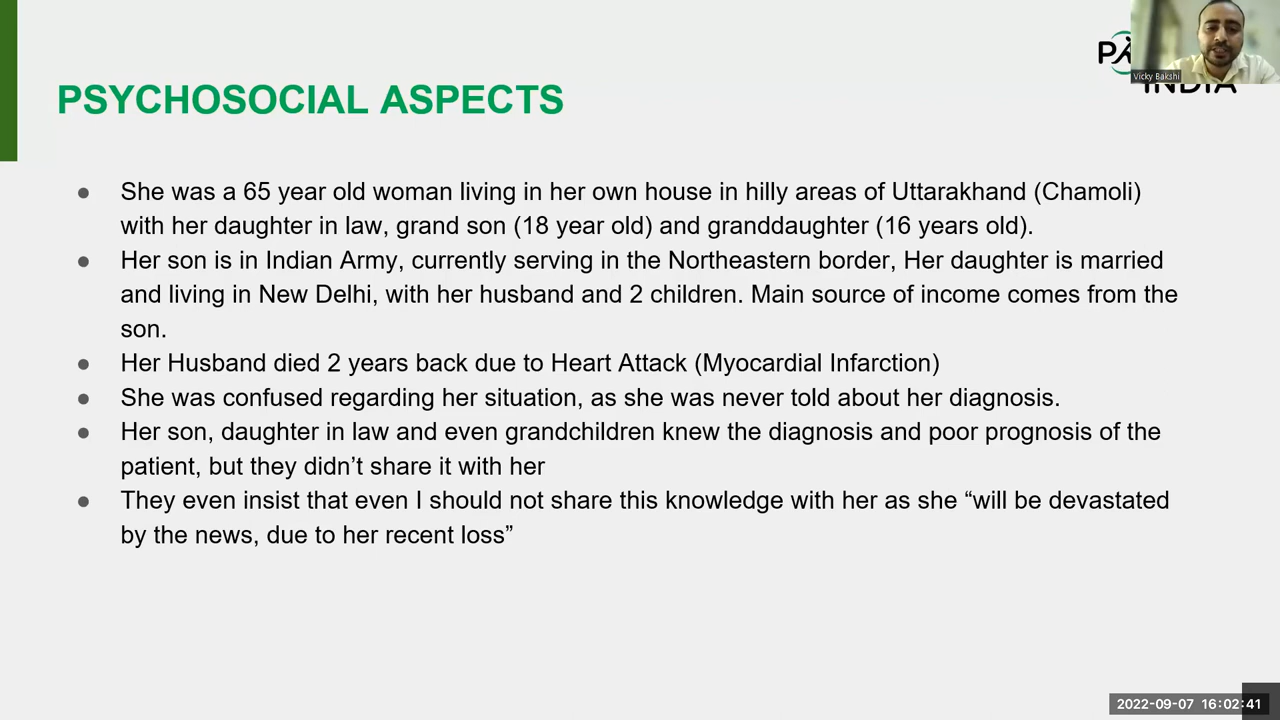 PSYCHOSOCIAL ASPECTS
● She was a 65 year old woman living in her own house in hilly areas of Uttarakhand (Chamoli)
with her daughter in law, grand son (18 year old) and granddaughter (16 years old).
● Her son is in Indian Army, currently serving in the Northeastern border, Her daughter is married
and living in New Delhi, with her husband and 2 children. Main source of income comes from the
son.
● Her Husband died 2 years back due to Heart Attack (Myocardial Infarction)
● She was confused regarding her situation, as she was never told about her diagnosis.
● Her son, daughter in law and even grandchildren knew the diagnosis and poor prognosis of the
patient, but they didn’t share it with her
● They even insist that even I should not share this knowledge with her as she “will be devastated
by the news, due to her recent loss”
Vicky Bakshi
INDIA
2022-09-07 16:02:41